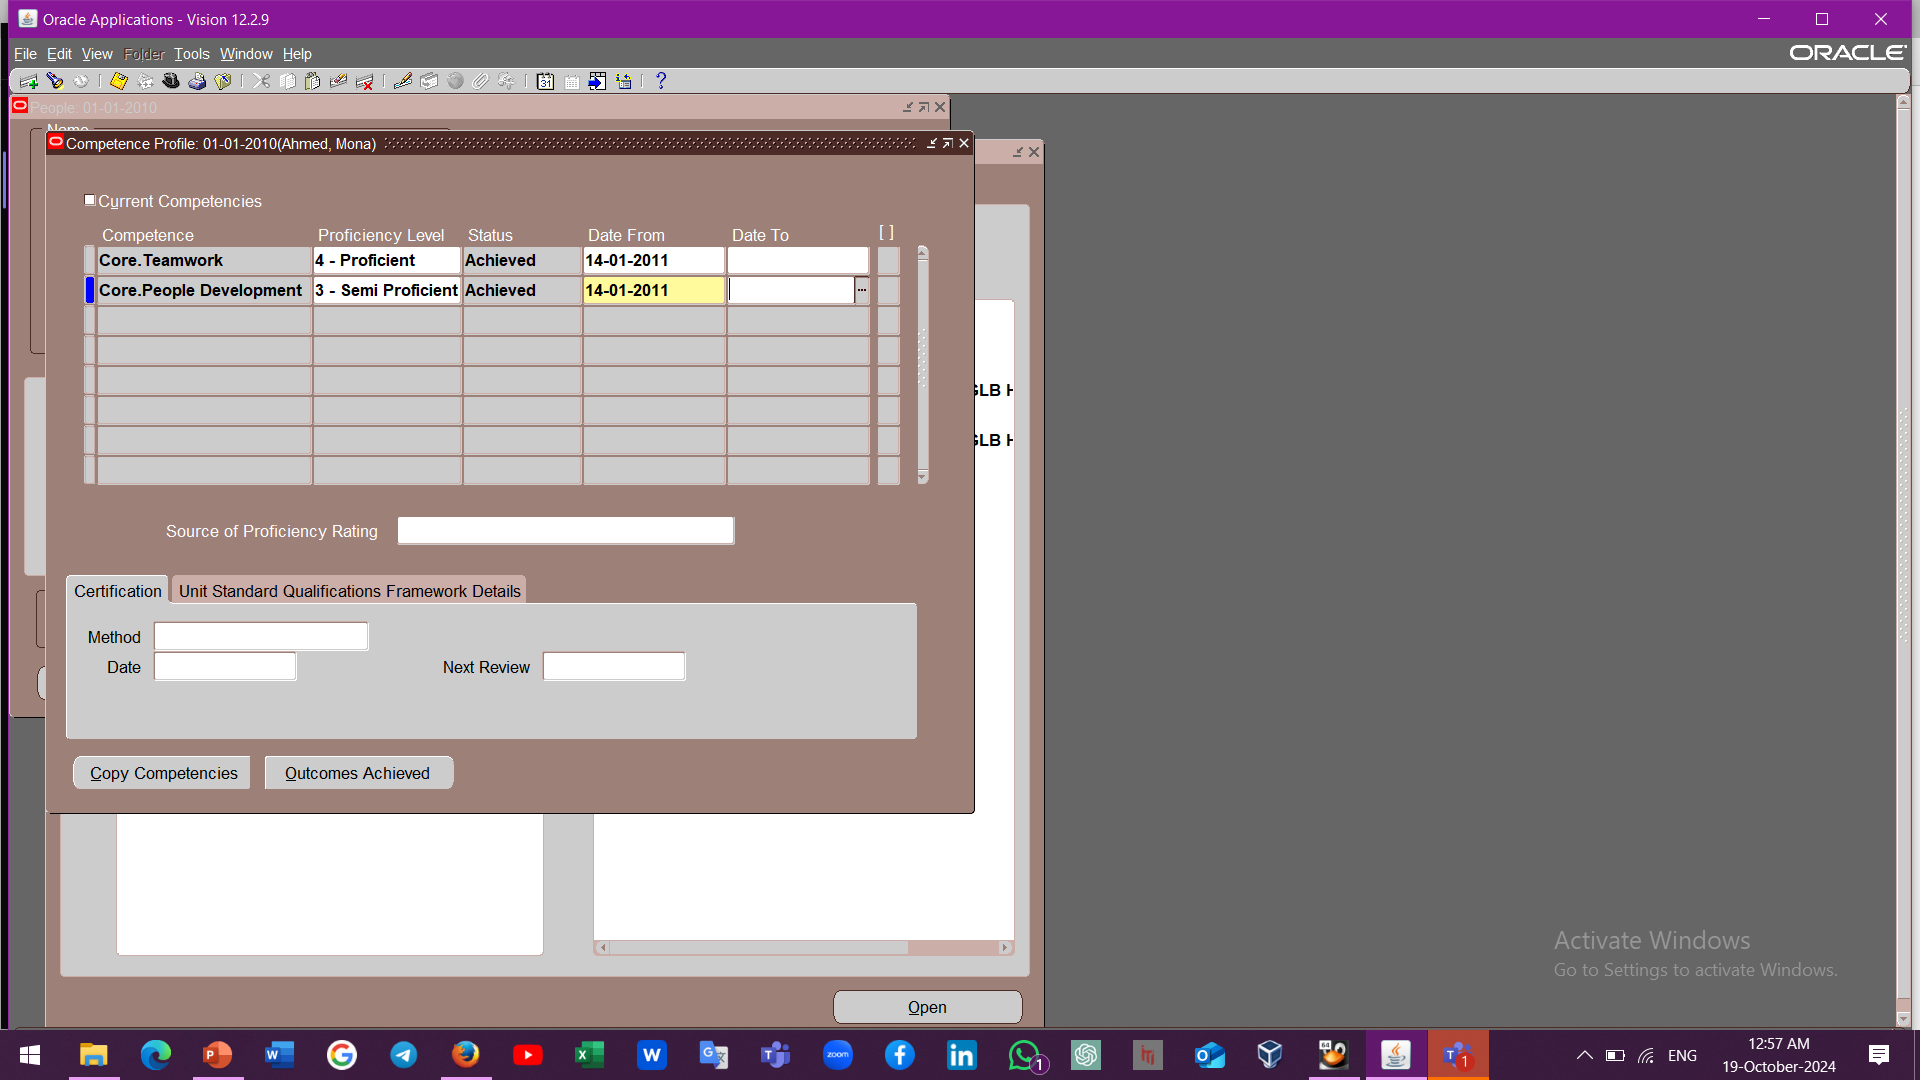 Oracle Applications - Vision 12.2.9
File Edit View Folder Tools Window Help
ORACLE
People: 01-01-2010
Name
Competence Profile: 01-01-2010(Ahmed, Mona)
Current Competencies
Competence Proficiency Level Status Date From Date To [ ]
Core.Teamwork 4 - Proficient Achieved 14-01-2011
Core.People Development 3 - Semi Proficient Achieved 14-01-2011
GLB H
GLB H
Source of Proficiency Rating
Certification Unit Standard Qualifications Framework Details
Method
Date Next Review
Copy Competencies Outcomes Achieved
Activate Windows
Go to Settings to activate Windows.
Open
ENG
12:57 AM
19-October-2024